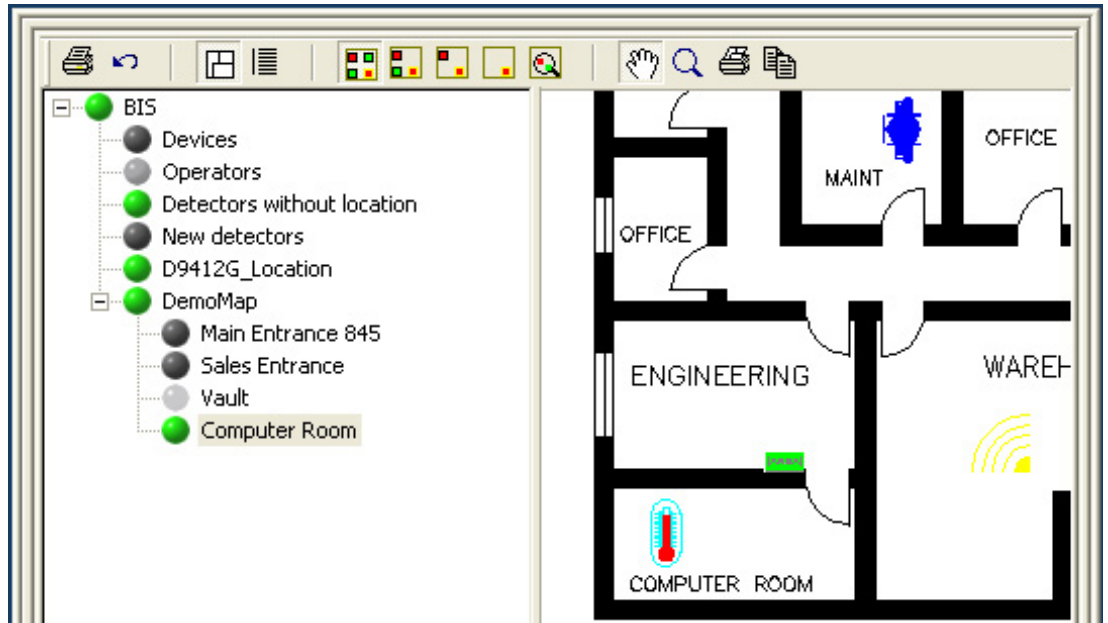 BIS
Devices
Operators
Detectors without location
New detectors
D9412G_Location
DemoMap
Main Entrance 845
Sales Entrance
Vault
Computer Room
OFFICE
MAINT
OFFICE
ENGINEERING
WAREH
COMPUTER ROOM